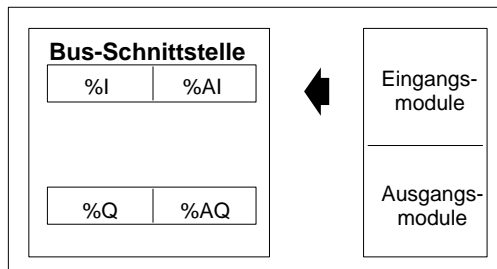 Bus-Schnittstelle
%I %AI
%Q %AQ
Eingangs-
module
Ausgangs-
module